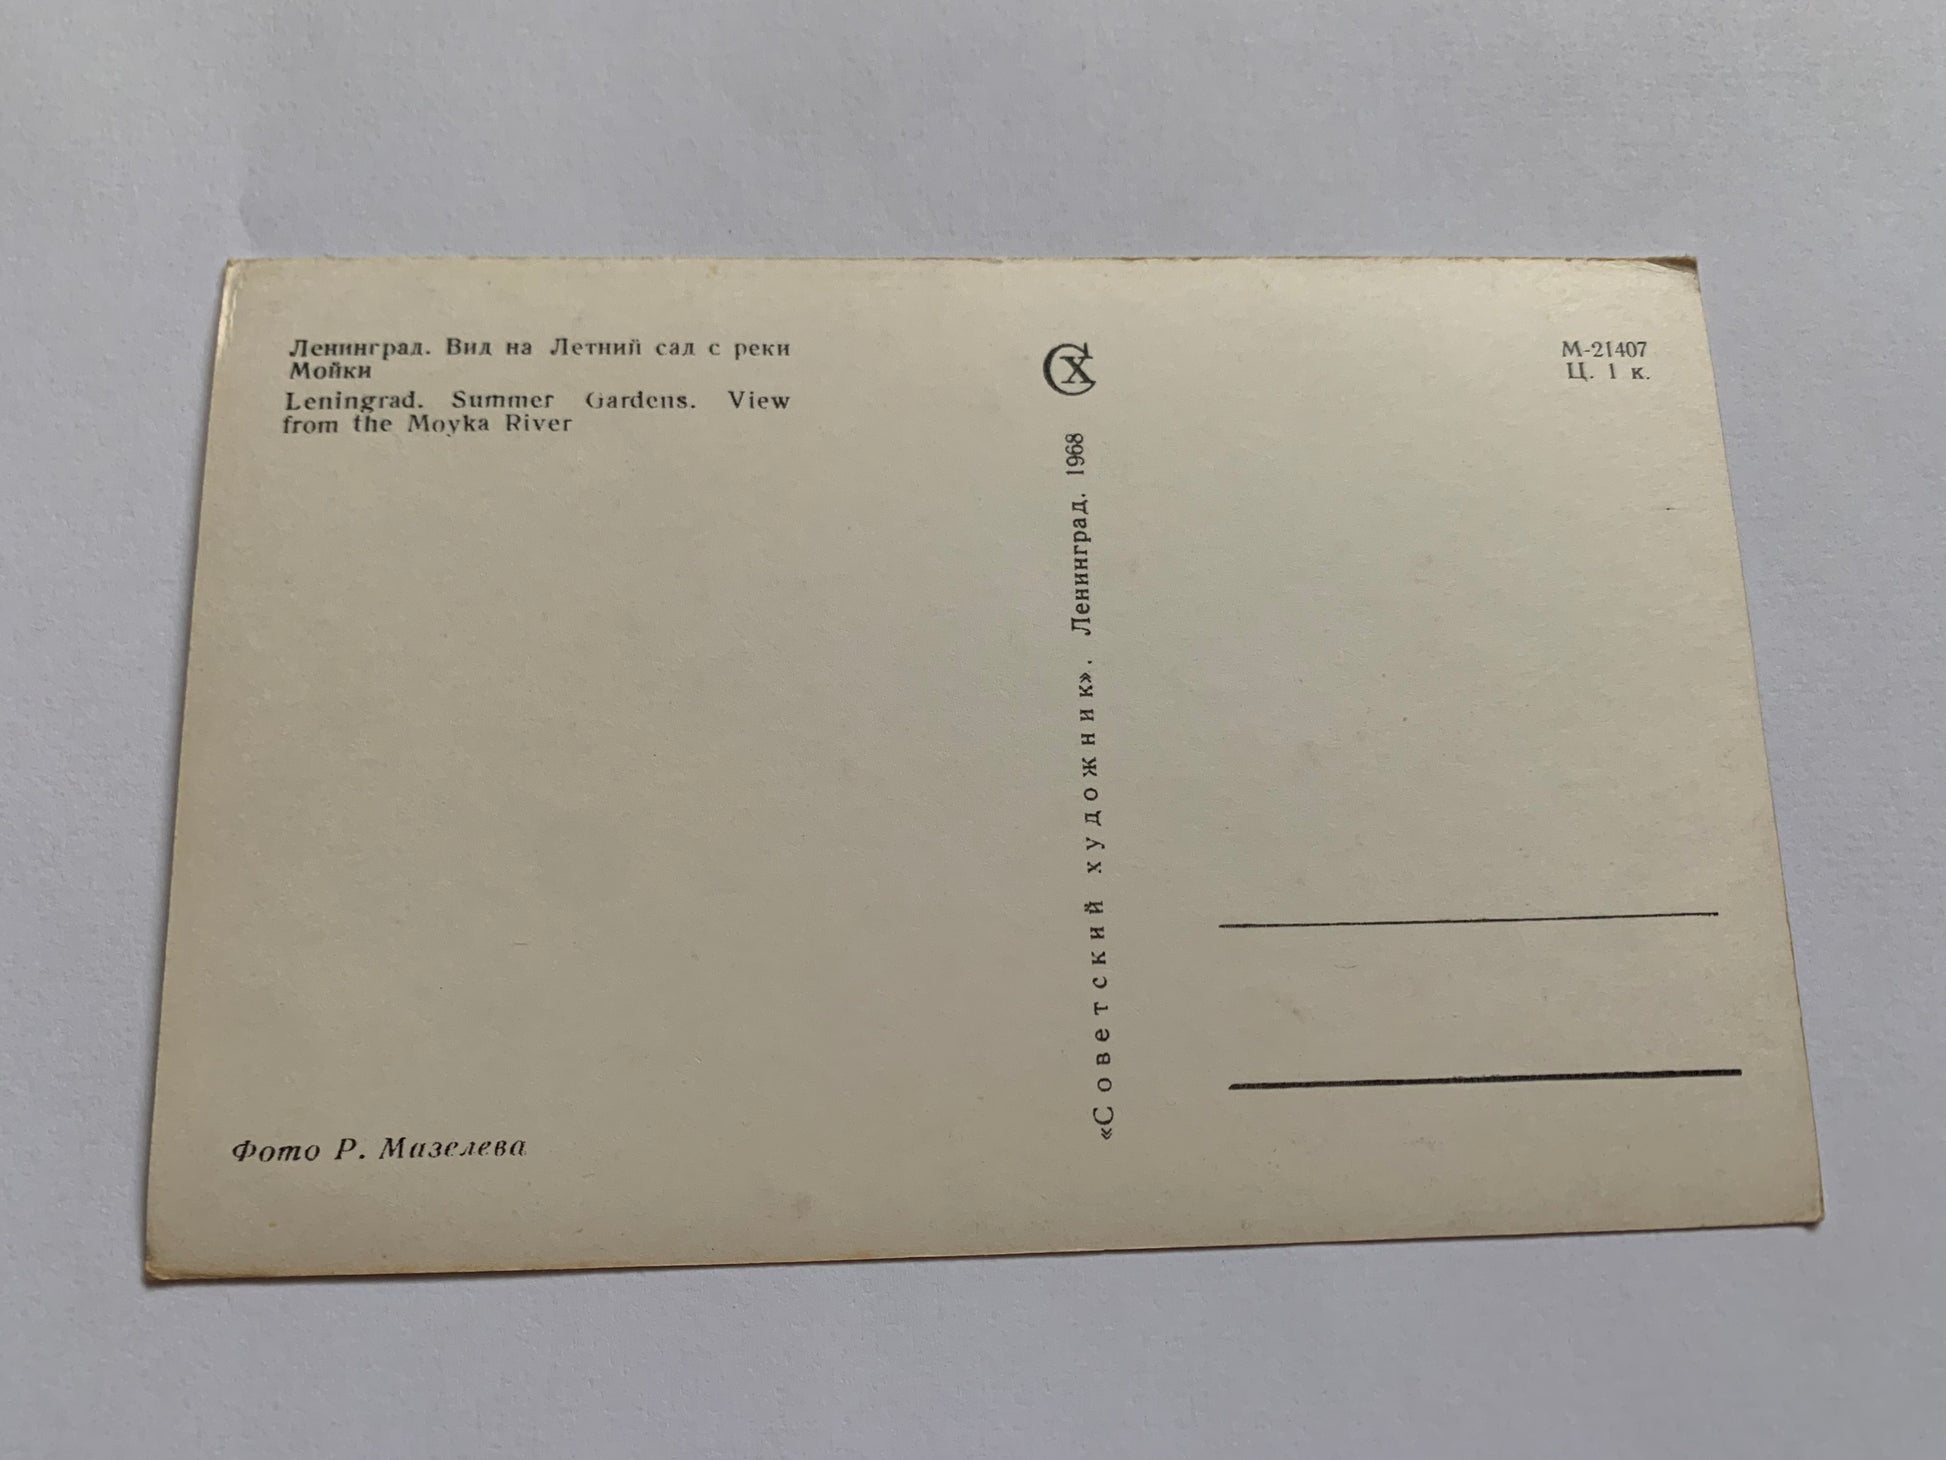 Ленинград. Вид на Летний сад с реки
Мойки
Leningrad. Summer Gardens. View
from the Moyka River
Фото Р. Мазелева
СХ
«Советский художник». Ленинград. 1968
М-21407
Ц. 1 к.